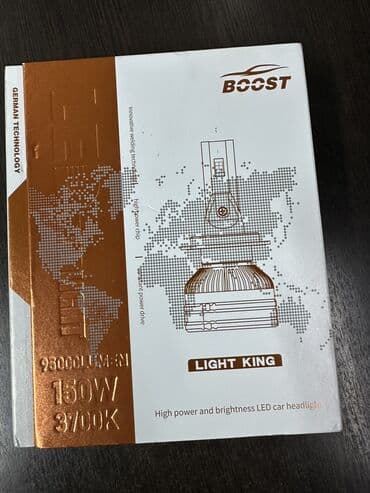 BOOST
GERMAN TECHNOLOGY
Innovative welding technology
high power chip
LIGHT KING
150W
3700K
High power and brightness LED car headlight